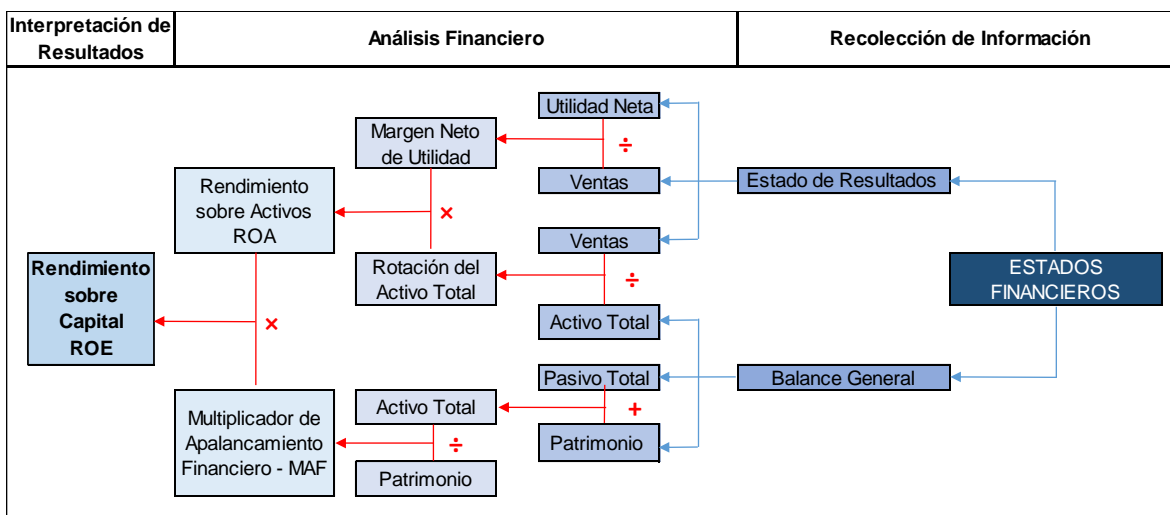 Interpretación de
Resultados
Análisis Financiero
Recolección de Información
Utilidad Neta
Margen Neto
de Utilidad
÷
Ventas
Estado de Resultados
Rendimiento
sobre Activos
ROA
×
Ventas
Rotación del
Activo Total
÷
ESTADOS
FINANCIEROS
Rendimiento
sobre
Capital
ROE
×
Activo Total
Pasivo Total
Balance General
Activo Total
+
Multiplicador de
Apalancamiento
Financiero - MAF
÷
Patrimonio
Patrimonio